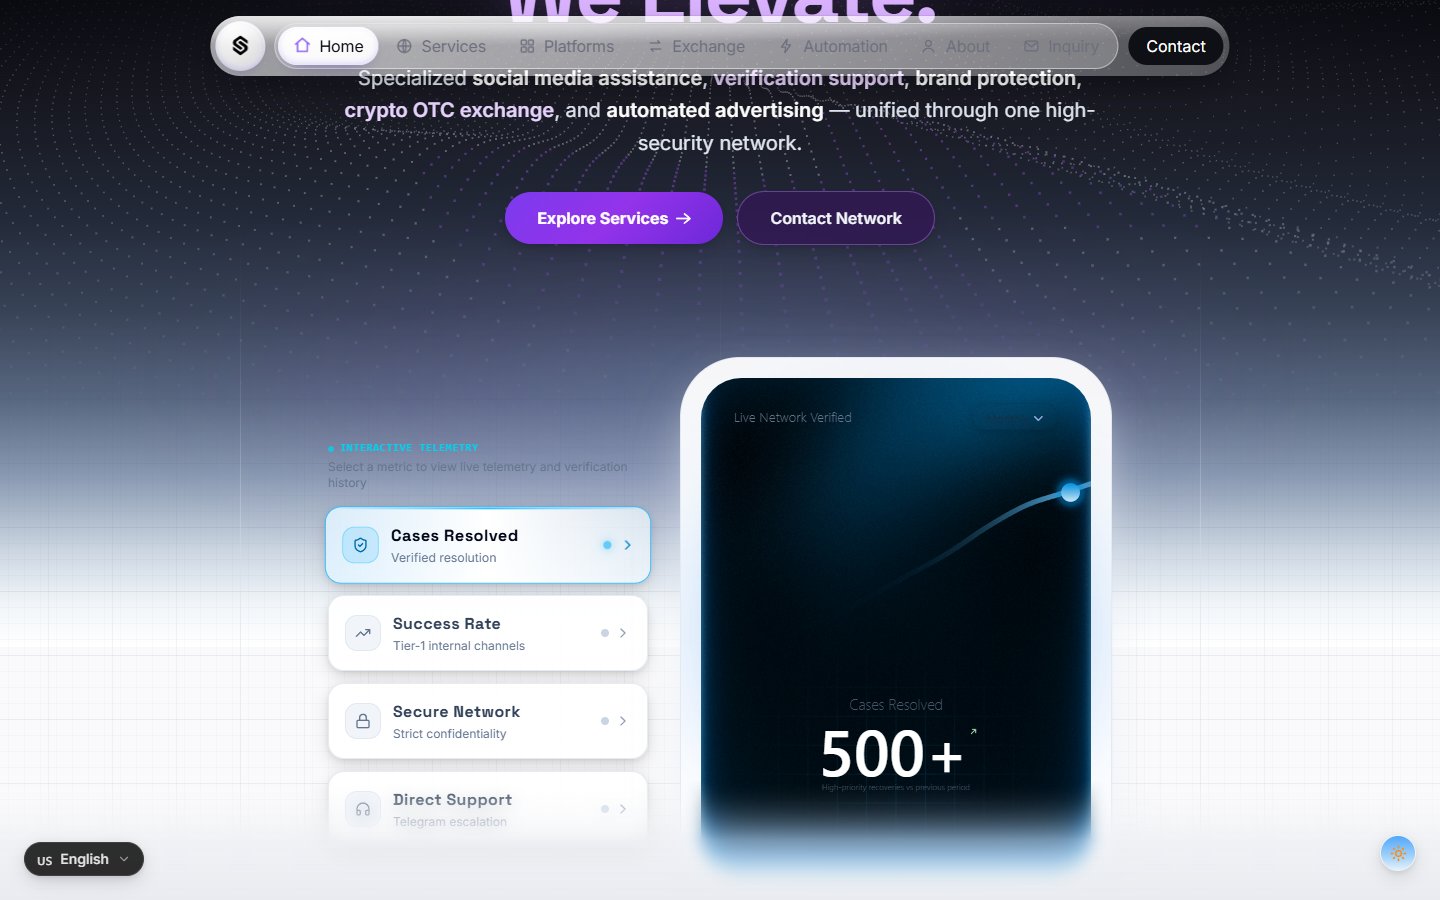 We Elevate.
Home
Services
Platforms
Exchange
Automation
About
Inquiry
Contact
Specialized social media assistance, verification support, brand protection,
crypto OTC exchange, and automated advertising — unified through one high-
security network.
Explore Services →
Contact Network
Live Network Verified
INTERACTIVE TELEMETRY
Select a metric to view live telemetry and verification
history
Cases Resolved
Verified resolution
Success Rate
Tier-1 internal channels
Secure Network
Strict confidentiality
Direct Support
Telegram escalation
Cases Resolved
500+
High-priority recoveries vs previous period
US English